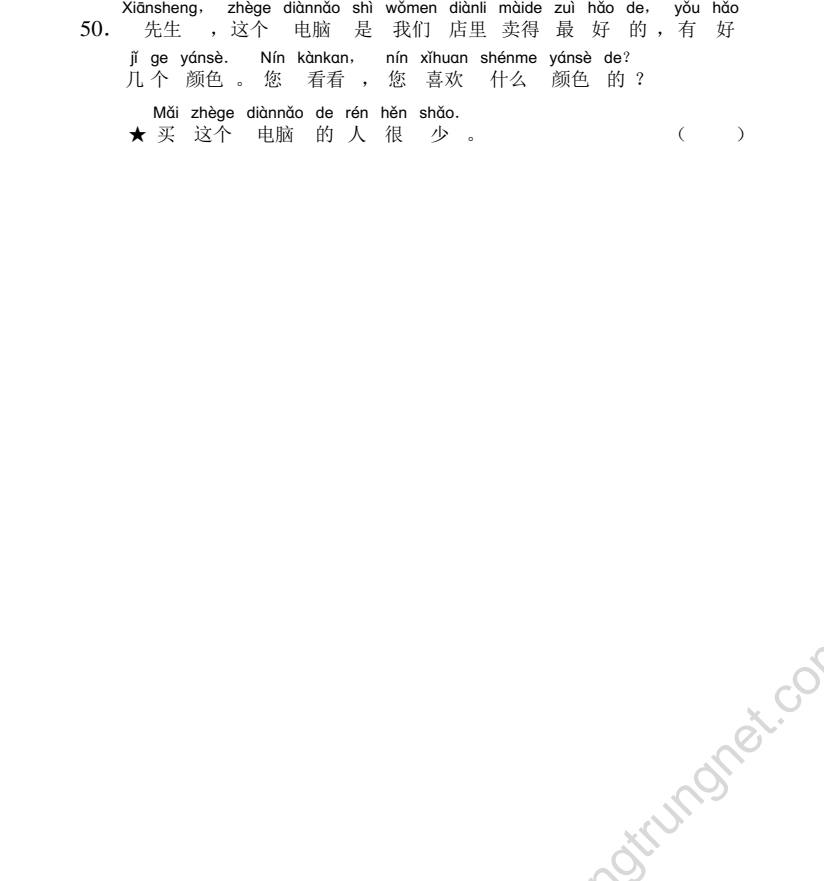 Xiānsheng， zhège diànnǎo shì wǒmen diànli màide zuì hǎo de， yǒu hǎo
50． 先生 ，这个 电脑 是 我们 店里 卖得 最 好 的 ，有 好
jǐ ge yánsè． Nín kànkan， nín xǐhuan shénme yánsè de？
几 个 颜色 。您 看看 ，您 喜欢 什么 颜色 的 ？
Mǎi zhège diànnǎo de rén hěn shǎo．
★ 买 这个 电脑 的 人 很 少 。 （ ）
ngtrungnet.com